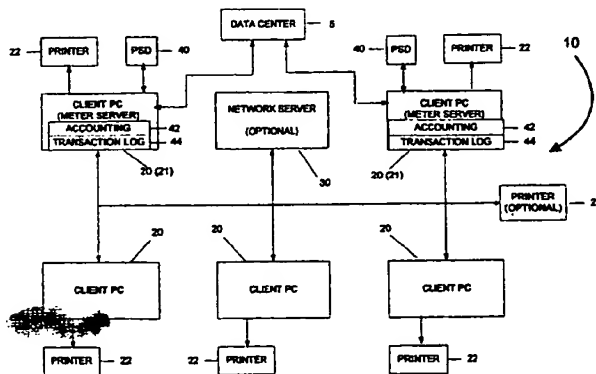 DATA CENTER 5
22 PRINTER PSD 40
40 PSD PRINTER 22
10
CLIENT PC
(METER SERVER)
ACCOUNTING 42
TRANSACTION LOG 44
20 (21)
NETWORK SERVER
(OPTIONAL)
30
CLIENT PC
(METER SERVER)
ACCOUNTING 42
TRANSACTION LOG 44
20 (21)
PRINTER
(OPTIONAL)
20
CLIENT PC
20
CLIENT PC
20
CLIENT PC
PRINTER 22
22 PRINTER
PRINTER 22